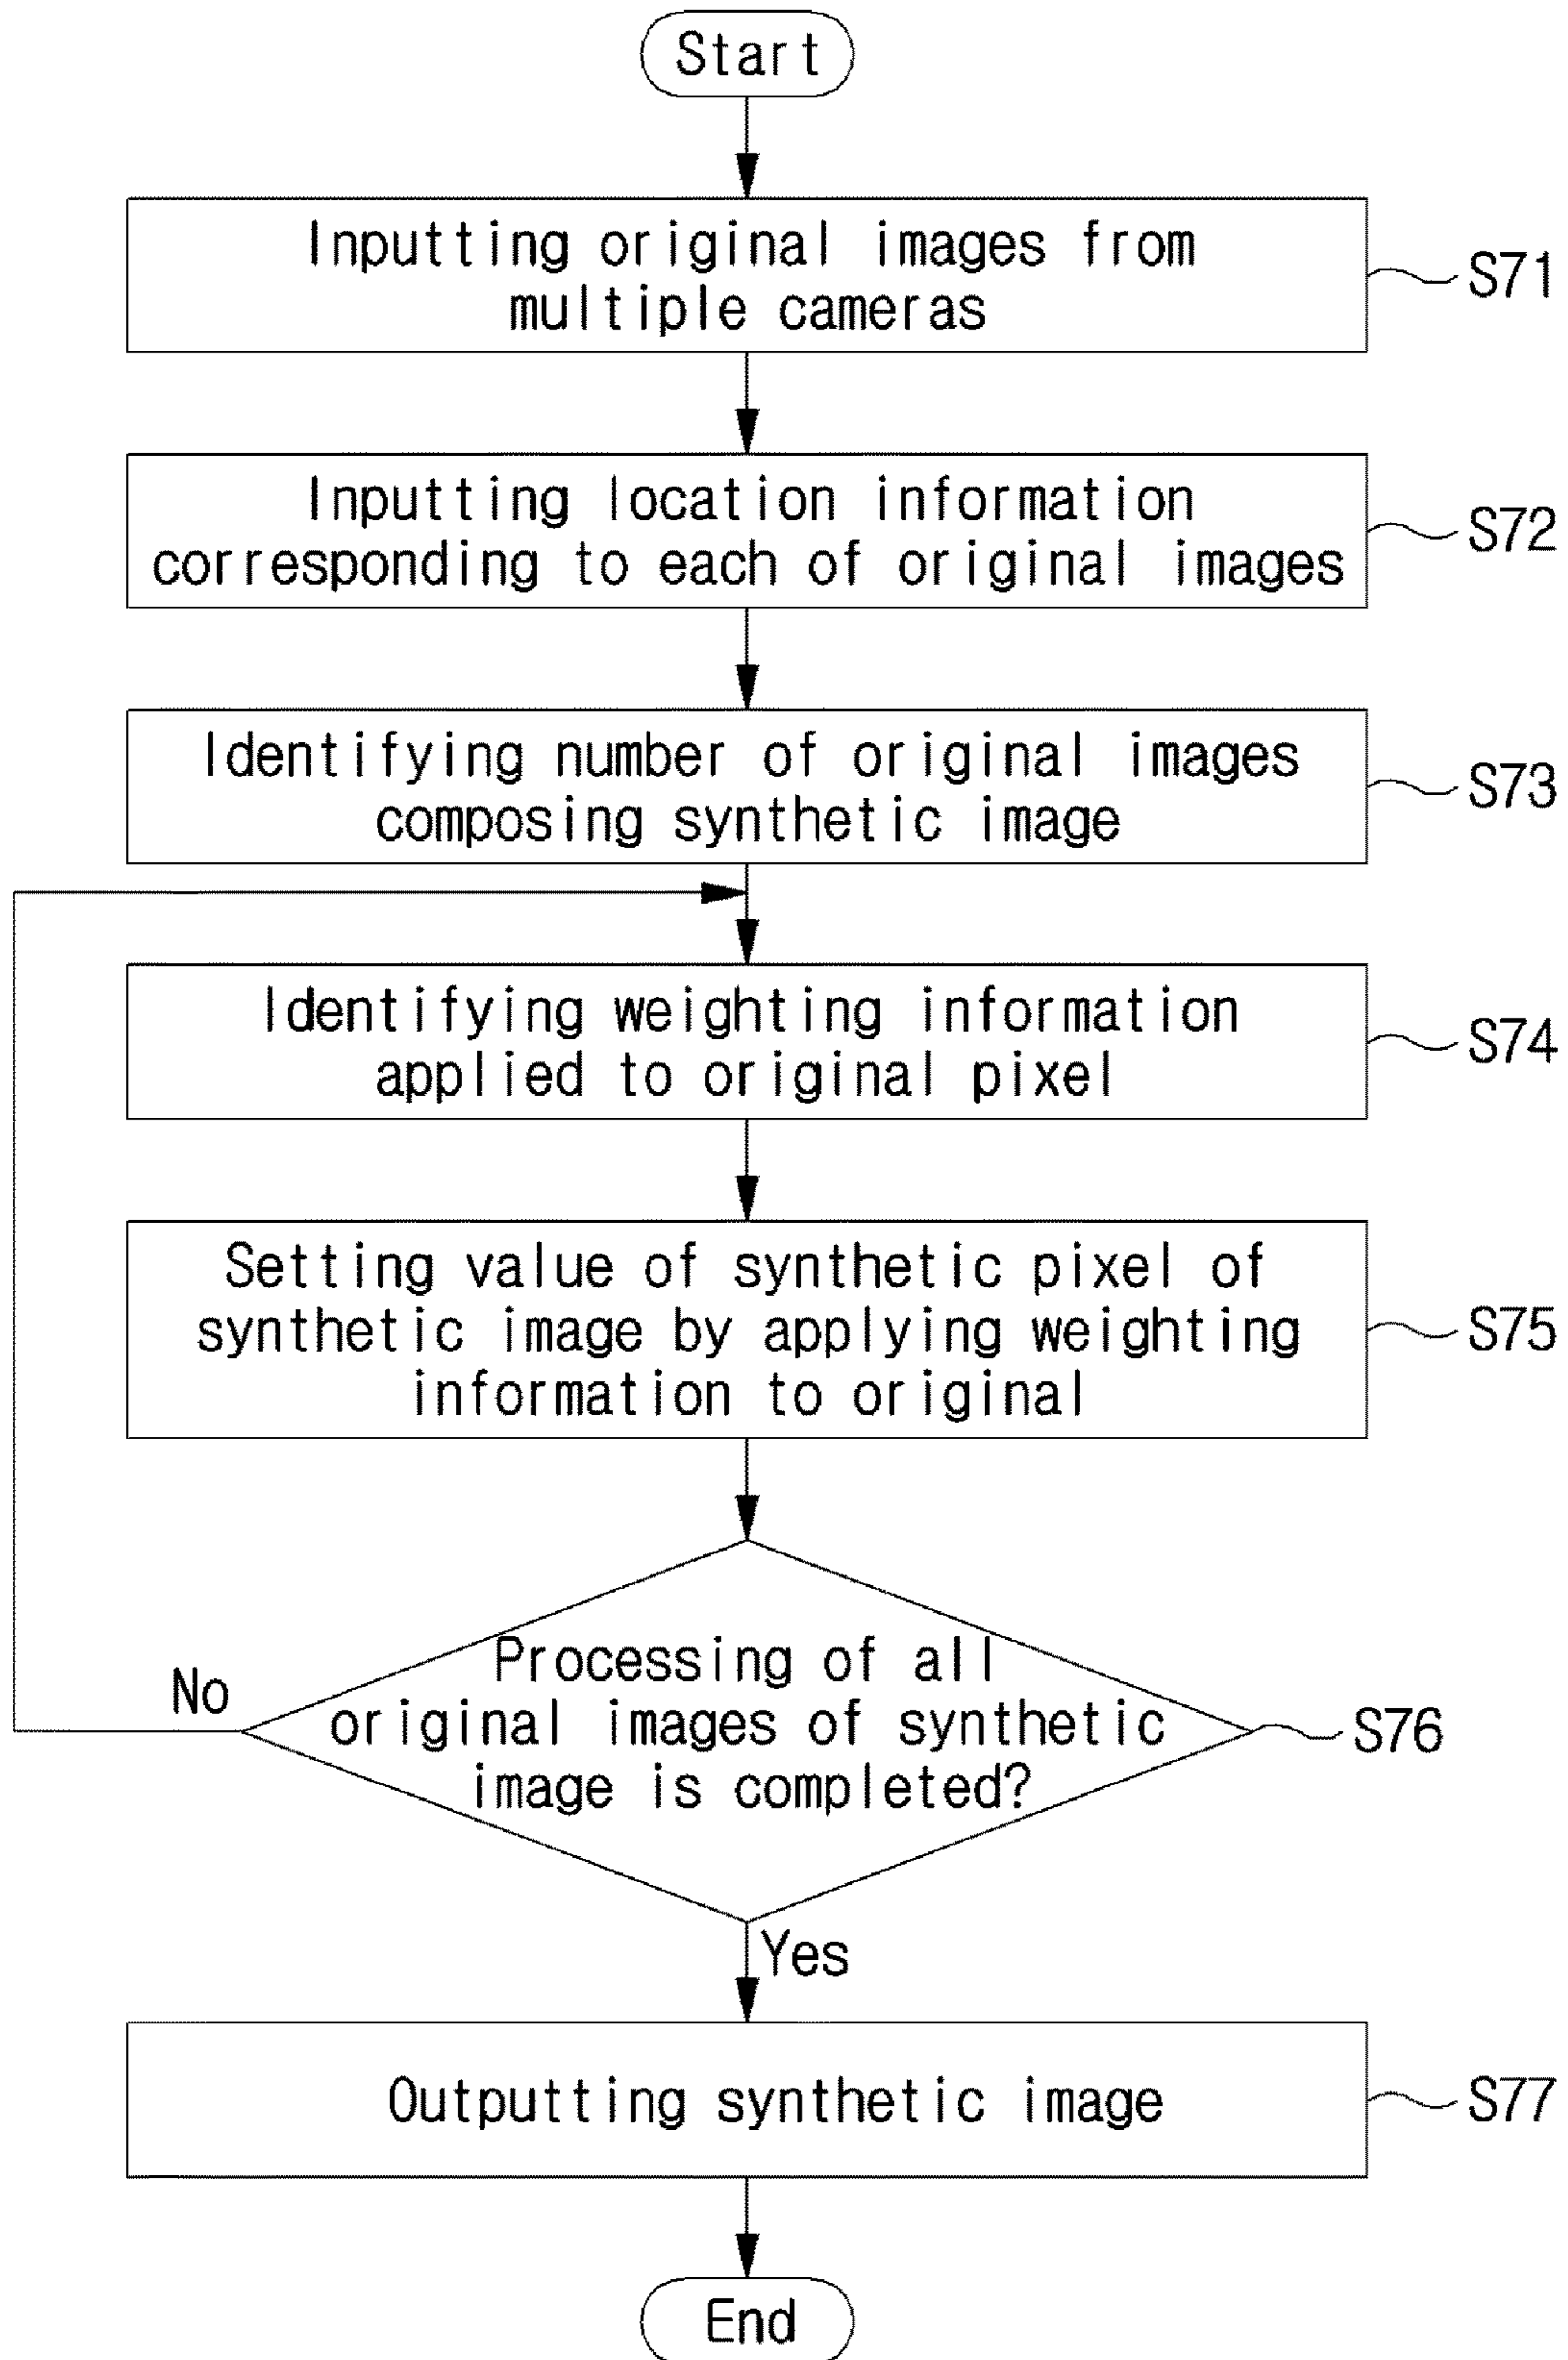 Start
Inputting original images from
multiple cameras
S71
Inputting location information
corresponding to each of original images
S72
Identifying number of original images
composing synthetic image
S73
Identifying weighting information
applied to original pixel
S74
Setting value of synthetic pixel of
synthetic image by applying weighting
information to original
S75
Processing of all
original images of synthetic
image is completed?
S76
No
Yes
Outputting synthetic image
S77
End